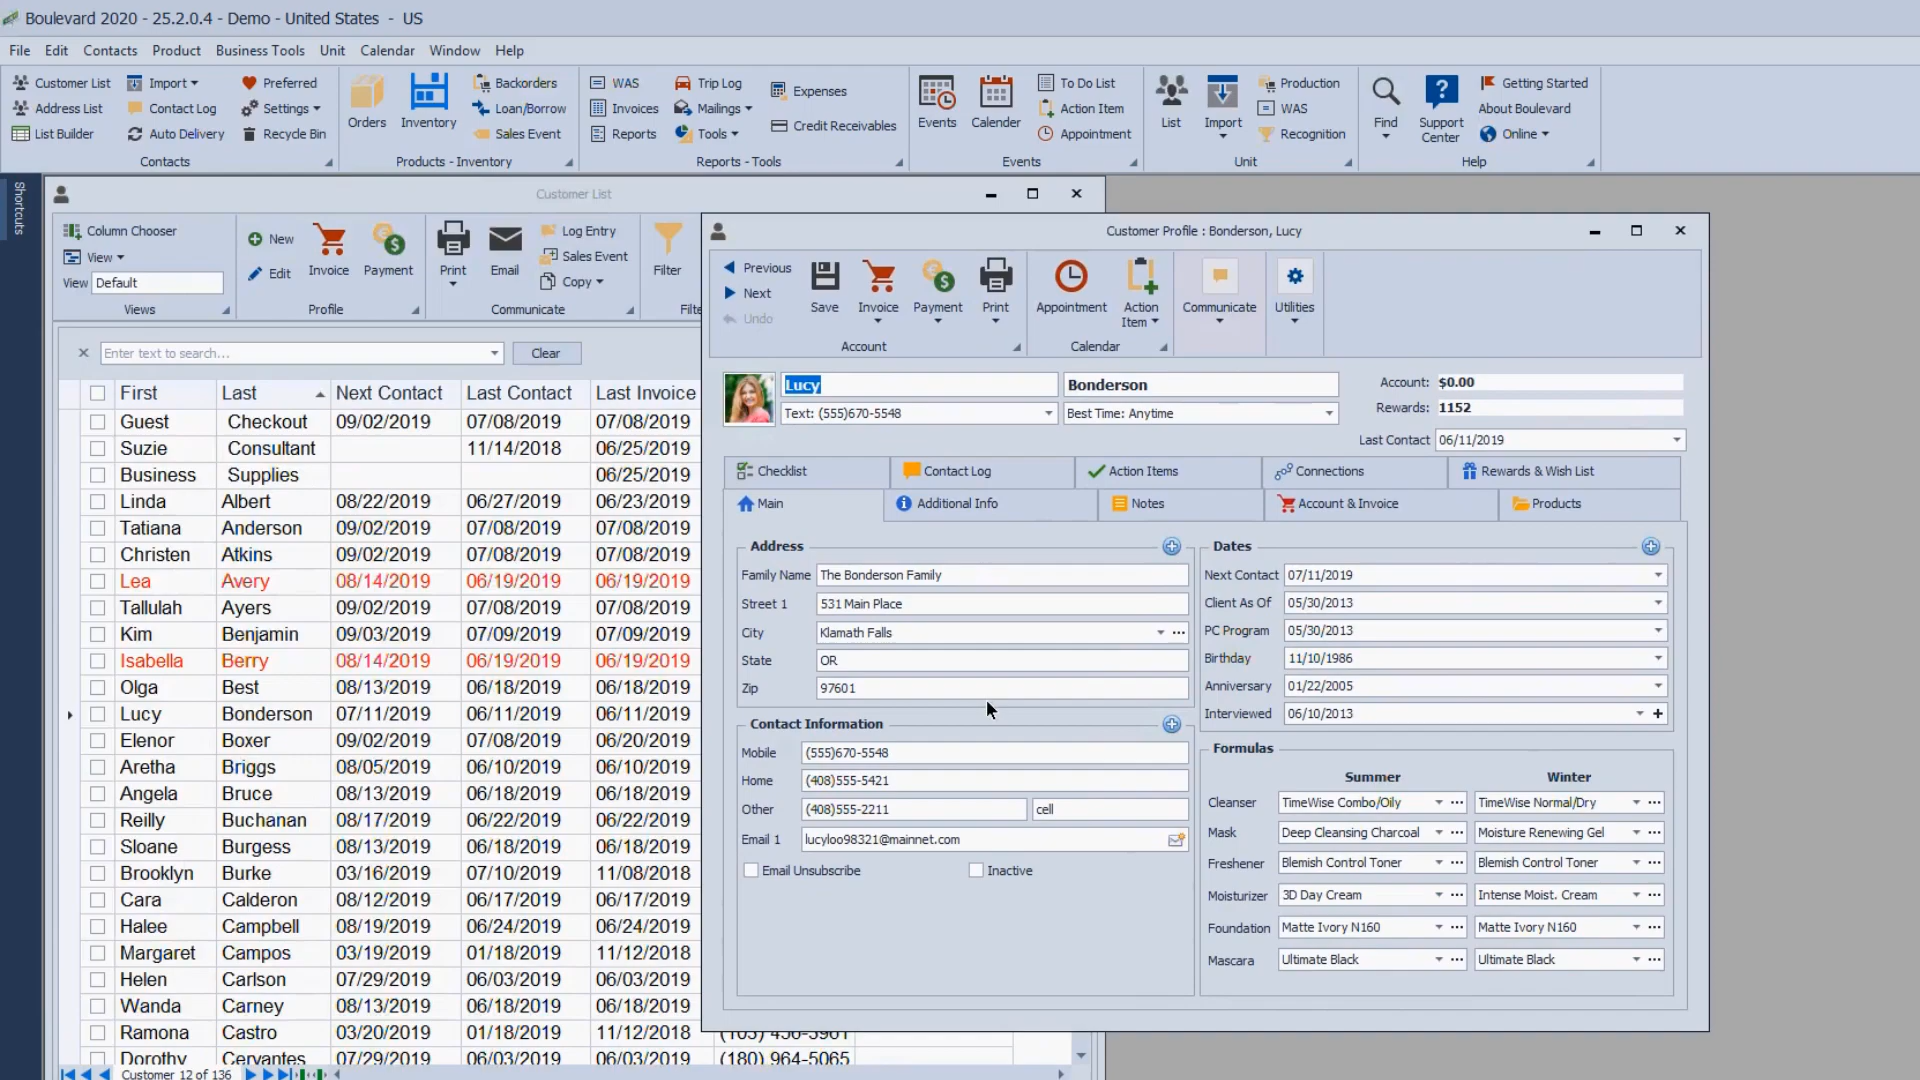 Boulevard 2020 - 25.2.0.4 - Demo - United States - US
File Edit Contacts Product Business Tools Unit Calendar Window Help
Customer List Import Preferred
Address List Contact Log Settings
List Builder Auto Delivery Recycle Bin
Contacts
Orders Inventory
Backorders
Loan/Borrow
Sales Event
Products - Inventory
WAS Trip Log Expenses
Invoices Mailings
Reports Tools Credit Receivables
Reports - Tools
Events Calender
To Do List
Action Item
Appointment
Events
List Import
Production
WAS
Recognition
Unit
Find Support Center
Getting Started
About Boulevard
Online
Help
Shortcuts
Customer List
Column Chooser
View
View Default
Views
New
Edit
Invoice Payment
Profile
Print Email
Log Entry
Sales Event
Copy
Communicate
Filter
Enter text to search... Clear
First Last Next Contact Last Contact Last Invoice
Guest Checkout 09/02/2019 07/08/2019 07/08/2019
Suzie Consultant 11/14/2018 06/25/2019
Business Supplies 06/25/2019
Linda Albert 08/22/2019 06/27/2019 06/23/2019
Tatiana Anderson 09/02/2019 07/08/2019 07/08/2019
Christen Atkins 09/02/2019 07/08/2019 07/08/2019
Lea Avery 08/14/2019 06/19/2019 06/19/2019
Tallulah Ayers 09/02/2019 07/08/2019 07/08/2019
Kim Benjamin 09/03/2019 07/09/2019 07/09/2019
Isabella Berry 08/14/2019 06/19/2019 06/19/2019
Olga Best 08/13/2019 06/18/2019 06/18/2019
Lucy Bonderson 07/11/2019 06/11/2019 06/11/2019
Elenor Boxer 09/02/2019 07/08/2019 06/20/2019
Aretha Briggs 08/05/2019 06/10/2019 06/10/2019
Angela Bruce 08/13/2019 06/18/2019 06/18/2019
Reilly Buchanan 08/17/2019 06/22/2019 06/22/2019
Sloane Burgess 08/13/2019 06/18/2019 06/18/2019
Brooklyn Burke 03/16/2019 07/10/2019 11/08/2018
Cara Calderon 08/12/2019 06/17/2019 06/17/2019
Halee Campbell 08/19/2019 06/24/2019 06/24/2019
Margaret Campos 03/19/2019 01/18/2019 11/12/2018
Helen Carlson 07/29/2019 06/03/2019 06/03/2019
Wanda Carney 08/13/2019 06/18/2019 06/18/2019
Ramona Castro 03/20/2019 01/18/2019 11/12/2018
Dorothy Cervantes 07/29/2019 06/03/2019 06/03/2019 (180) 964-5065
Customer 12 of 136
Customer Profile : Bonderson, Lucy
Previous
Next
Undo
Save Invoice Payment Print
Account
Appointment Action Item
Calendar
Communicate Utilities
Lucy Bonderson
Text: (555)670-5548 Best Time: Anytime
Account: $0.00
Rewards: 1152
Last Contact 06/11/2019
Checklist Contact Log Action Items Connections Rewards & Wish List
Main Additional Info Notes Account & Invoice Products
Address
Family Name The Bonderson Family
Street 1 531 Main Place
City Klamath Falls
State OR
Zip 97601
Contact Information
Mobile (555)670-5548
Home (408)555-5421
Other (408)555-2211 cell
Email 1 lucyloo98321@mainnet.com
Email Unsubscribe Inactive
Dates
Next Contact 07/11/2019
Client As Of 05/30/2013
PC Program 05/30/2013
Birthday 11/10/1986
Anniversary 01/22/2005
Interviewed 06/10/2013
Formulas
Summer Winter
Cleanser TimeWise Combo/Oily TimeWise Normal/Dry
Mask Deep Cleansing Charcoal Moisture Renewing Gel
Freshener Blemish Control Toner Blemish Control Toner
Moisturizer 3D Day Cream Intense Moist. Cream
Foundation Matte Ivory N160 Matte Ivory N160
Mascara Ultimate Black Ultimate Black